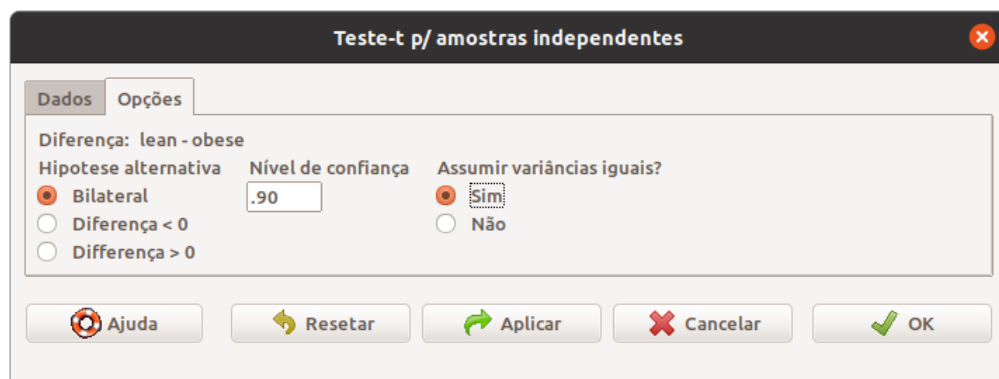 Teste-t p/ amostras independentes
Dados Opções
Diferença: lean - obese
Hipotese alternativa Nível de confiança Assumir variâncias iguais?
Bilateral .90 Sim
Diferença < 0 Não
Differença > 0
Ajuda Resetar Aplicar Cancelar OK